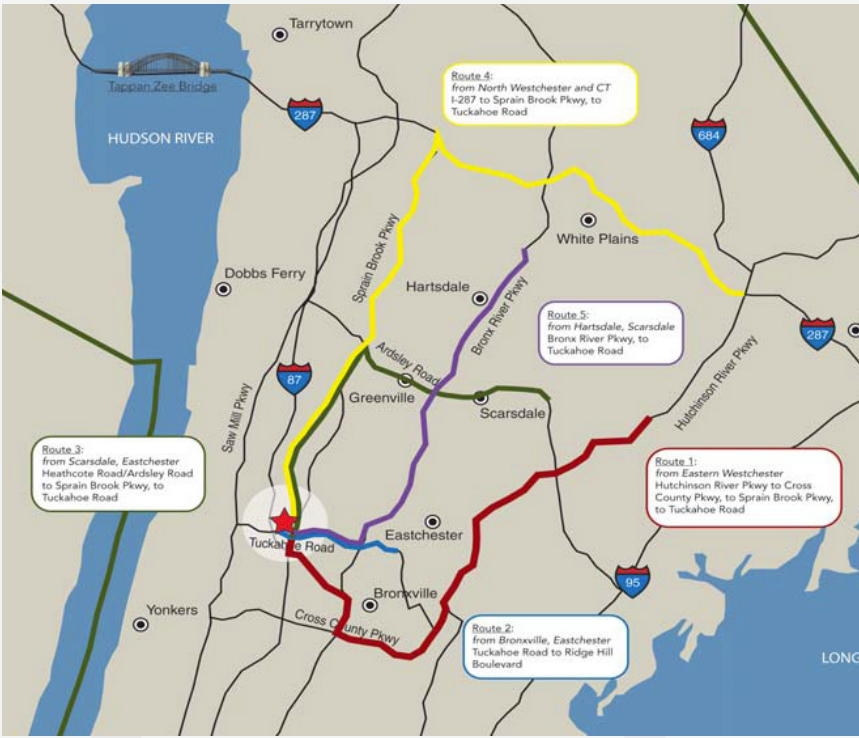 Tarrytown
Tappan Zee Bridge
287
HUDSON RIVER
Route 4:
from North Westchester and CT
I-287 to Sprain Brook Pkwy, to
Tuckahoe Road
684
White Plains
Sprain Brook Pkwy
Dobbs Ferry
Hartsdale
Bronx River Pkwy
Route 5:
from Hartsdale, Scarsdale
Bronx River Pkwy, to
Tuckahoe Road
287
Hutchinson River Pkwy
Ardsley Road
87
Greenville
Scarsdale
Saw Mill Pkwy
Route 3:
from Scarsdale, Eastchester
Heathcote Road/Ardsley Road
to Sprain Brook Pkwy, to
Tuckahoe Road
Route 1:
from Eastern Westchester
Hutchinson River Pkwy to Cross
County Pkwy, to Sprain Brook Pkwy,
to Tuckahoe Road
Eastchester
Tuckahoe Road
95
Bronxville
Yonkers
Cross County Pkwy
Route 2:
from Bronxville, Eastchester
Tuckahoe Road to Ridge Hill
Boulevard
LONG